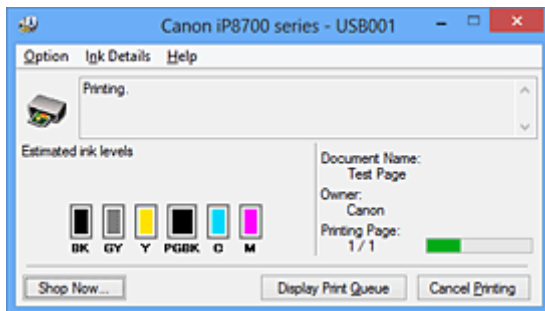 Canon iP8700 series - USB001
Option Ink Details Help
Printing.
Estimated ink levels
Document Name:
Test Page
Owner:
Canon
Printing Page:
1 / 1
BK GY Y PGBK C M
Shop Now... Display Print Queue Cancel Printing